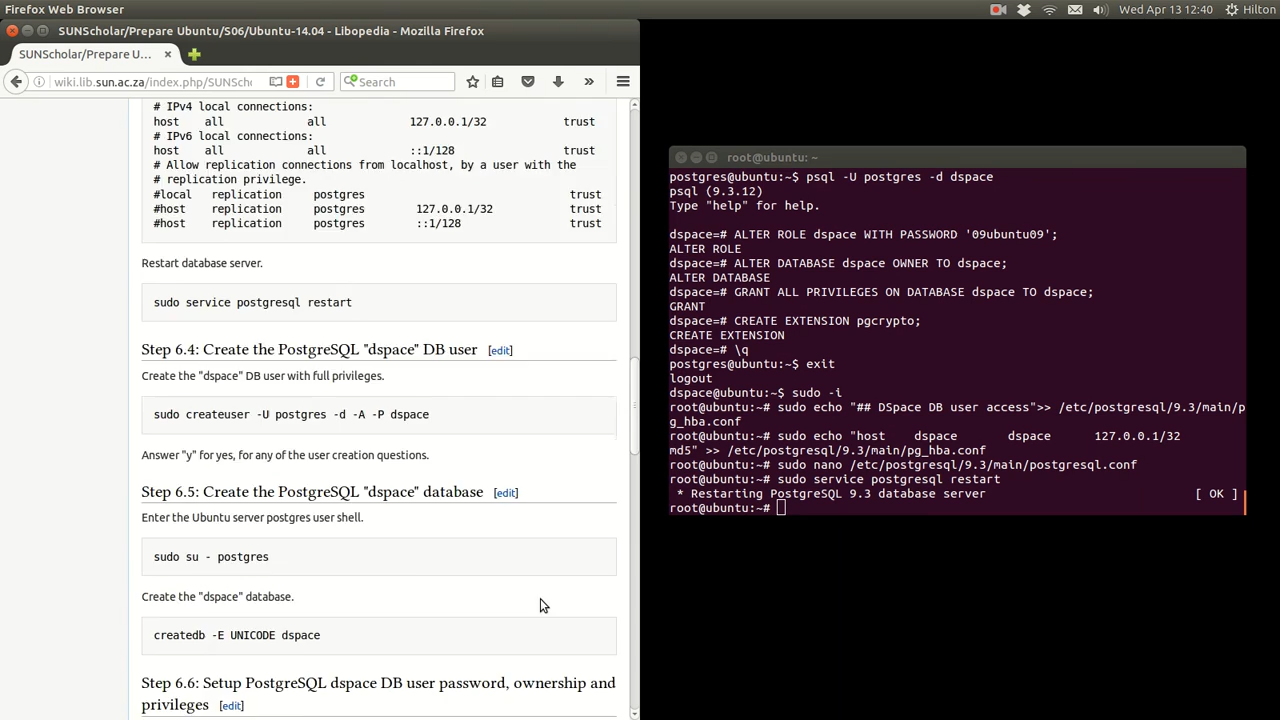 Firefox Web Browser
Wed Apr 13 12:40
Hilton
SUNScholar/Prepare Ubuntu/S06/Ubuntu-14.04 - Libopedia - Mozilla Firefox
SUNScholar/Prepare U...
wiki.lib.sun.ac.za/index.php/SUNSch
Search
# IPv4 local connections:
host all all 127.0.0.1/32 trust
# IPv6 local connections:
host all all ::1/128 trust
# Allow replication connections from localhost, by a user with the
# replication privilege.
#local replication postgres trust
#host replication postgres 127.0.0.1/32 trust
#host replication postgres ::1/128 trust
Restart database server.
sudo service postgresql restart
Step 6.4: Create the PostgreSQL "dspace" DB user [edit]
Create the "dspace" DB user with full privileges.
sudo createuser -U postgres -d -A -P dspace
Answer "y" for yes, for any of the user creation questions.
Step 6.5: Create the PostgreSQL "dspace" database [edit]
Enter the Ubuntu server postgres user shell.
sudo su - postgres
Create the "dspace" database.
createdb -E UNICODE dspace
Step 6.6: Setup PostgreSQL dspace DB user password, ownership and
privileges [edit]
root@ubuntu: ~
postgres@ubuntu:~$ psql -U postgres -d dspace
psql (9.3.12)
Type "help" for help.
dspace=# ALTER ROLE dspace WITH PASSWORD '09ubuntu09';
ALTER ROLE
dspace=# ALTER DATABASE dspace OWNER TO dspace;
ALTER DATABASE
dspace=# GRANT ALL PRIVILEGES ON DATABASE dspace TO dspace;
GRANT
dspace=# CREATE EXTENSION pgcrypto;
CREATE EXTENSION
dspace=# \q
postgres@ubuntu:~$ exit
logout
dspace@ubuntu:~$ sudo -i
root@ubuntu:~# sudo echo "## DSpace DB user access">> /etc/postgresql/9.3/main/p
g_hba.conf
root@ubuntu:~# sudo echo "host dspace dspace 127.0.0.1/32
md5" >> /etc/postgresql/9.3/main/pg_hba.conf
root@ubuntu:~# sudo nano /etc/postgresql/9.3/main/postgresql.conf
root@ubuntu:~# sudo service postgresql restart
* Restarting PostgreSQL 9.3 database server [ OK ]
root@ubuntu:~#